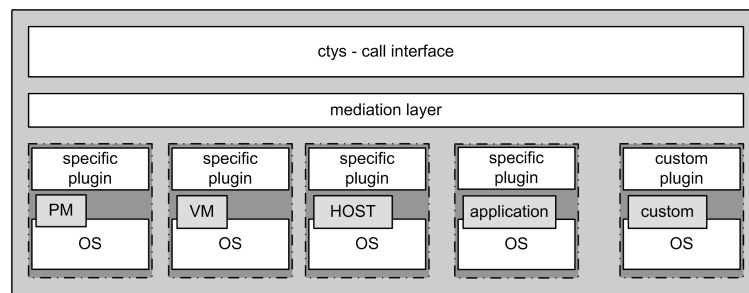 ctys - call interface
mediation layer
specific specific specific specific custom
plugin plugin plugin plugin plugin
PM VM HOST application custom
OS OS OS OS OS